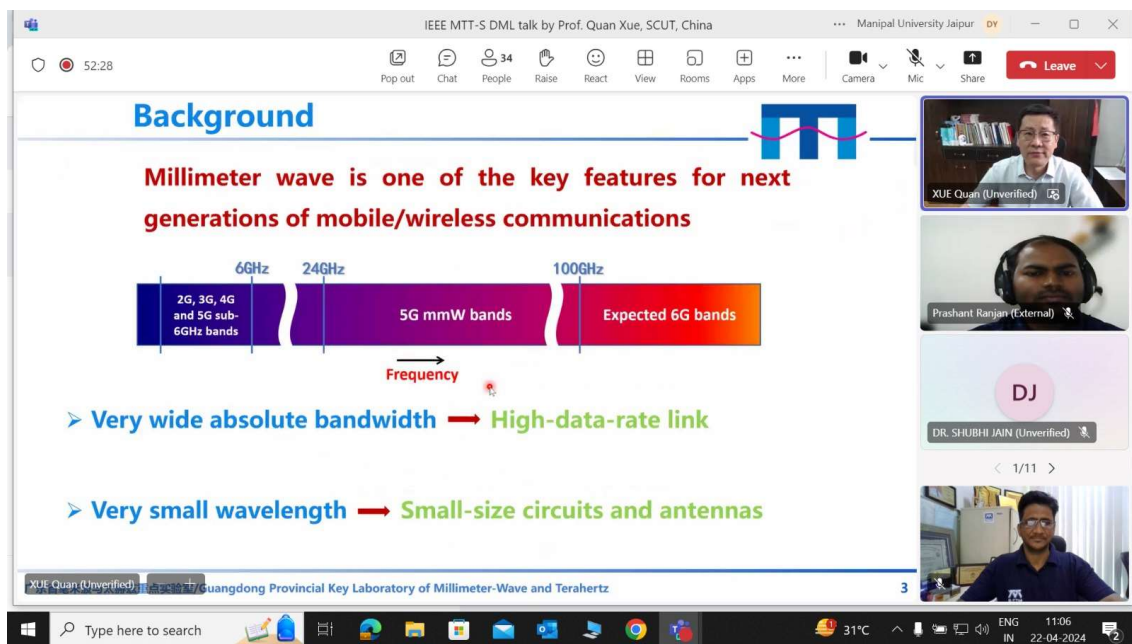 IEEE MTT-S DML talk by Prof. Quan Xue, SCUT, China
Manipal University Jaipur
DY
52:28
Pop out
Chat
34
People
Raise
React
View
Rooms
Apps
More
Camera
Mic
Share
Leave
Background
Millimeter wave is one of the key features for next
generations of mobile/wireless communications
6GHz
24GHz
100GHz
2G, 3G, 4G
and 5G sub-
6GHz bands
5G mmW bands
Expected 6G bands
Frequency
➢ Very wide absolute bandwidth → High-data-rate link
➢ Very small wavelength → Small-size circuits and antennas
XUE Quan (Unverified)
/Guangdong Provincial Key Laboratory of Millimeter-Wave and Terahertz
3
XUE Quan (Unverified)
Prashant Ranjan (External)
DJ
DR. SHUBHI JAIN (Unverified)
1/11
Type here to search
31°C
ENG
IN
11:06
22-04-2024
2